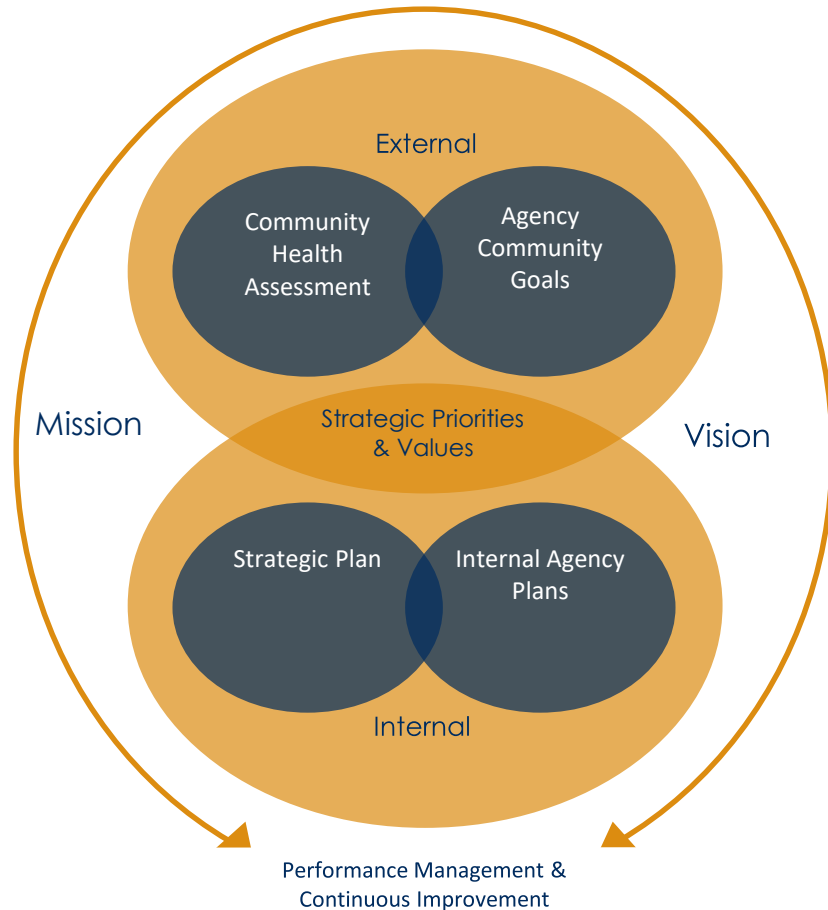 External
Community
Health
Assessment
Agency
Community
Goals
Mission
Strategic Priorities
& Values
Vision
Strategic Plan
Internal Agency
Plans
Internal
Performance Management &
Continuous Improvement